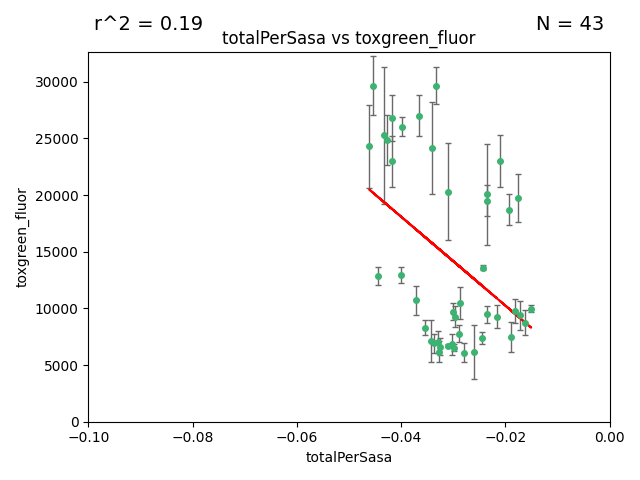 r^2 = 0.19
N = 43
totalPerSasa vs toxgreen_fluor
30000
25000
20000
15000
10000
5000
0
toxgreen_fluor
−0.10
−0.08
−0.06
−0.04
−0.02
0.00
totalPerSasa